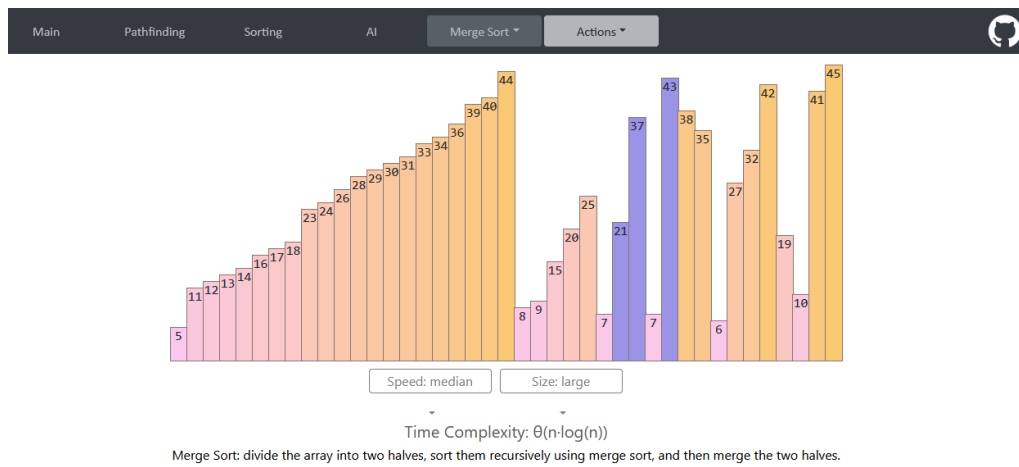 Main Pathfinding Sorting AI Merge Sort Actions
5 11 12 13 14 16 17 18 23 24 26 28 29 30 31 33 34 36 39 40 44 8 9 15 20 25 7 21 37 7 43 38 35 6 27 32 42 19 10 41 45
Speed: median Size: large
Time Complexity: θ(n·log(n))
Merge Sort: divide the array into two halves, sort them recursively using merge sort, and then merge the two halves.